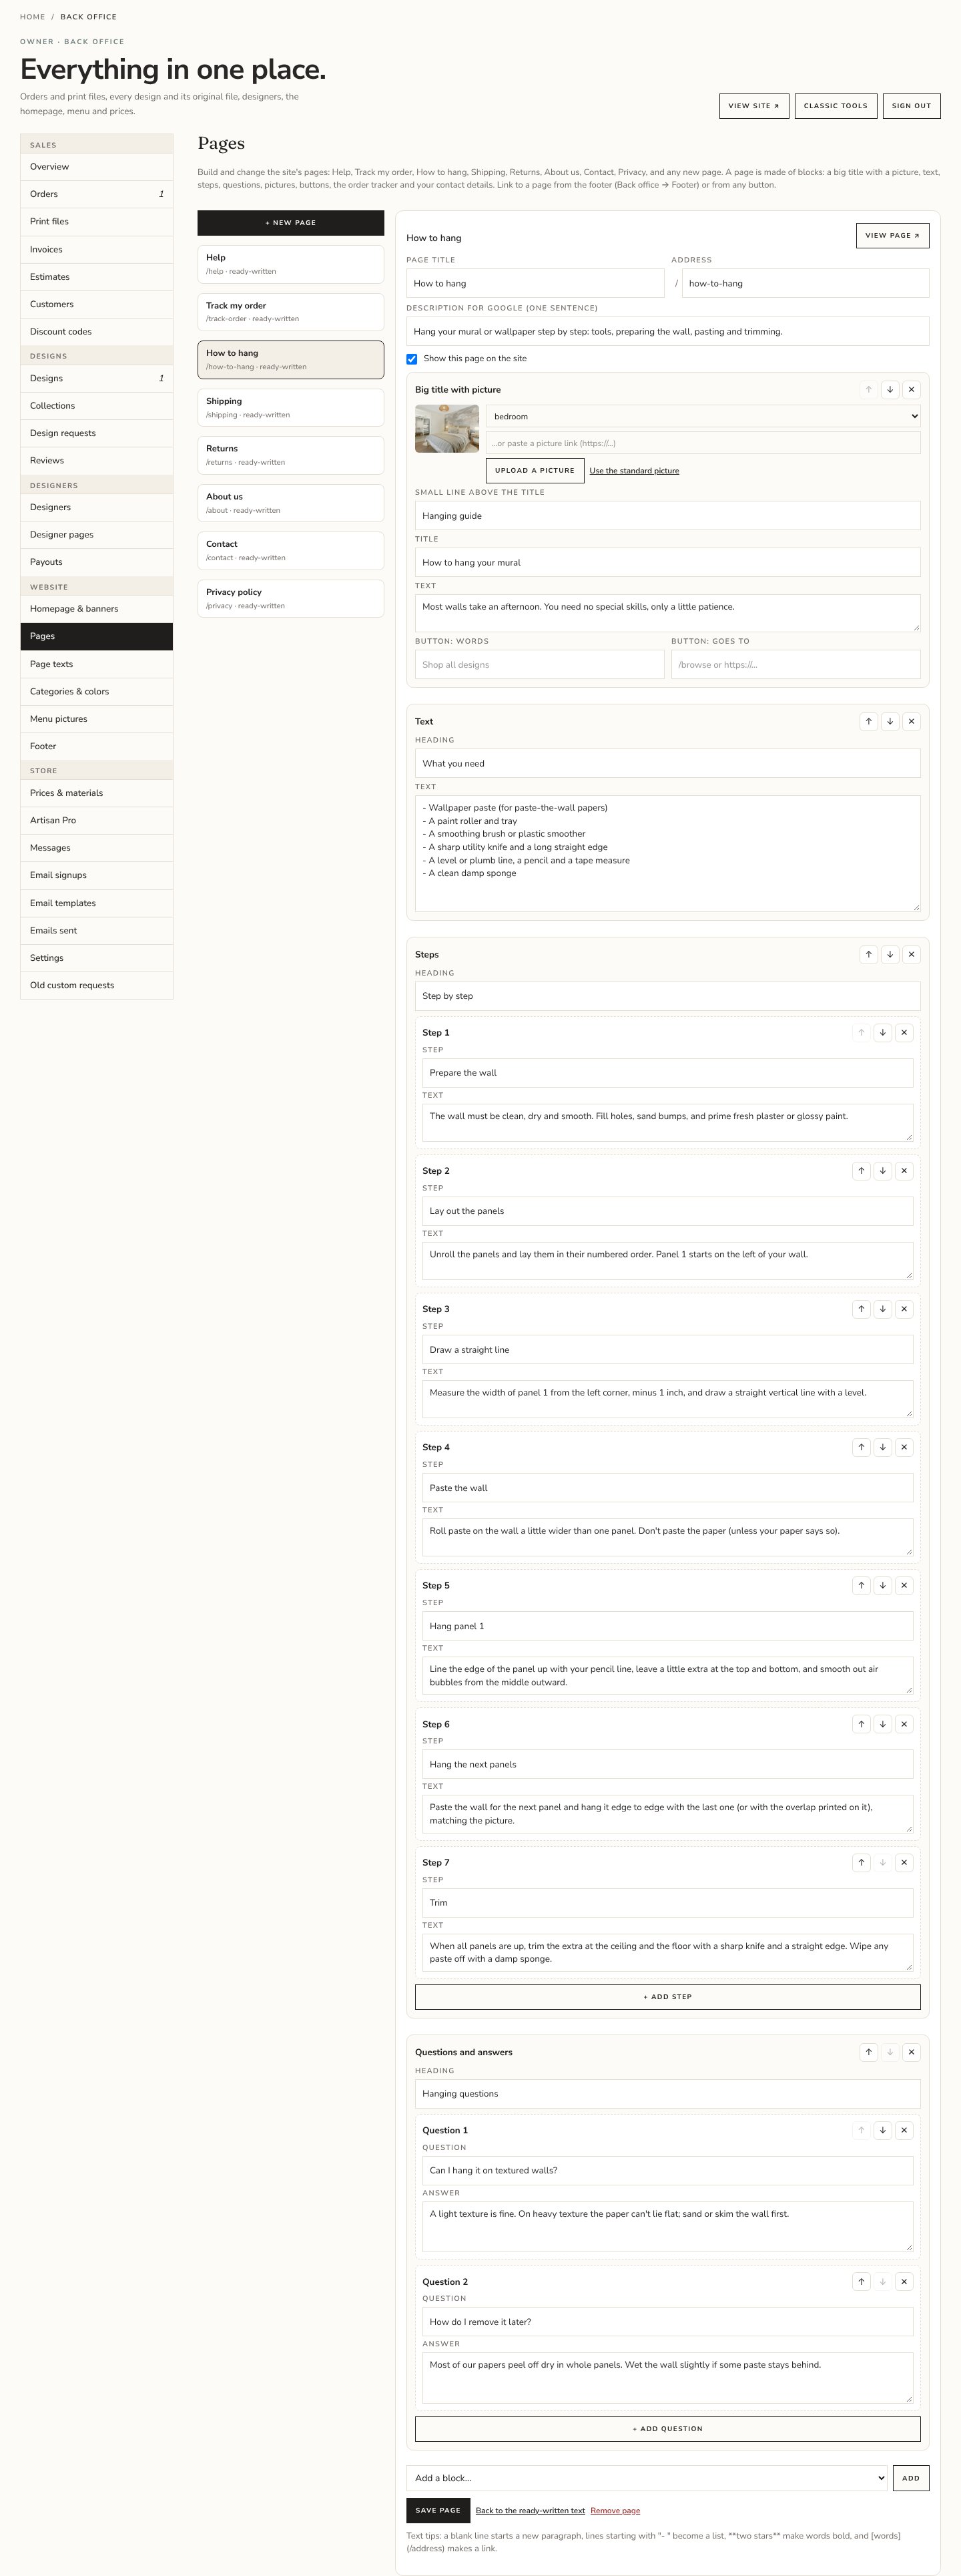 HOME / BACK OFFICE
OWNER · BACK OFFICE
Everything in one place.
Orders and print files, every design and its original file, designers, the
homepage, menu and prices.
VIEW SITE ↗
CLASSIC TOOLS
SIGN OUT
SALES
Overview
Orders 1
Print files
Invoices
Estimates
Customers
Discount codes
DESIGNS
Designs 1
Collections
Design requests
Reviews
DESIGNERS
Designers
Designer pages
Payouts
WEBSITE
Homepage & banners
Pages
Page texts
Categories & colors
Menu pictures
Footer
STORE
Prices & materials
Artisan Pro
Messages
Email signups
Email templates
Emails sent
Settings
Old custom requests
Pages
Build and change the site's pages: Help, Track my order, How to hang, Shipping, Returns, About us, Contact, Privacy, and any new page. A page is made of blocks: a big title with a picture, text,
steps, questions, pictures, buttons, the order tracker and your contact details. Link to a page from the footer (Back office → Footer) or from any button.
+ NEW PAGE
Help
/help · ready-written
Track my order
/track-order · ready-written
How to hang
/how-to-hang · ready-written
Shipping
/shipping · ready-written
Returns
/returns · ready-written
About us
/about · ready-written
Contact
/contact · ready-written
Privacy policy
/privacy · ready-written
How to hang
VIEW PAGE ↗
PAGE TITLE
ADDRESS
How to hang
/ how-to-hang
DESCRIPTION FOR GOOGLE (ONE SENTENCE)
Hang your mural or wallpaper step by step: tools, preparing the wall, pasting and trimming.
Show this page on the site
Big title with picture
↑ ↓ ✕
bedroom
...or paste a picture link (https://...)
UPLOAD A PICTURE
Use the standard picture
SMALL LINE ABOVE THE TITLE
Hanging guide
TITLE
How to hang your mural
TEXT
Most walls take an afternoon. You need no special skills, only a little patience.
BUTTON: WORDS
BUTTON: GOES TO
Shop all designs
/browse or https://...
Text
↑ ↓ ✕
HEADING
What you need
TEXT
- Wallpaper paste (for paste-the-wall papers)
- A paint roller and tray
- A smoothing brush or plastic smoother
- A sharp utility knife and a long straight edge
- A level or plumb line, a pencil and a tape measure
- A clean damp sponge
Steps
↑ ↓ ✕
HEADING
Step by step
Step 1
↑ ↓ ✕
STEP
Prepare the wall
TEXT
The wall must be clean, dry and smooth. Fill holes, sand bumps, and prime fresh plaster or glossy paint.
Step 2
↑ ↓ ✕
STEP
Lay out the panels
TEXT
Unroll the panels and lay them in their numbered order. Panel 1 starts on the left of your wall.
Step 3
↑ ↓ ✕
STEP
Draw a straight line
TEXT
Measure the width of panel 1 from the left corner, minus 1 inch, and draw a straight vertical line with a level.
Step 4
↑ ↓ ✕
STEP
Paste the wall
TEXT
Roll paste on the wall a little wider than one panel. Don't paste the paper (unless your paper says so).
Step 5
↑ ↓ ✕
STEP
Hang panel 1
TEXT
Line the edge of the panel up with your pencil line, leave a little extra at the top and bottom, and smooth out air
bubbles from the middle outward.
Step 6
↑ ↓ ✕
STEP
Hang the next panels
TEXT
Paste the wall for the next panel and hang it edge to edge with the last one (or with the overlap printed on it),
matching the picture.
Step 7
↑ ↓ ✕
STEP
Trim
TEXT
When all panels are up, trim the extra at the ceiling and the floor with a sharp knife and a straight edge. Wipe any
paste off with a damp sponge.
+ ADD STEP
Questions and answers
↑ ↓ ✕
HEADING
Hanging questions
Question 1
↑ ↓ ✕
QUESTION
Can I hang it on textured walls?
ANSWER
A light texture is fine. On heavy texture the paper can't lie flat; sand or skim the wall first.
Question 2
↑ ↓ ✕
QUESTION
How do I remove it later?
ANSWER
Most of our papers peel off dry in whole panels. Wet the wall slightly if some paste stays behind.
+ ADD QUESTION
Add a block...
ADD
SAVE PAGE
Back to the ready-written text
Remove page
Text tips: a blank line starts a new paragraph, lines starting with "- " become a list, **two stars** make words bold, and [words]
(/address) makes a link.